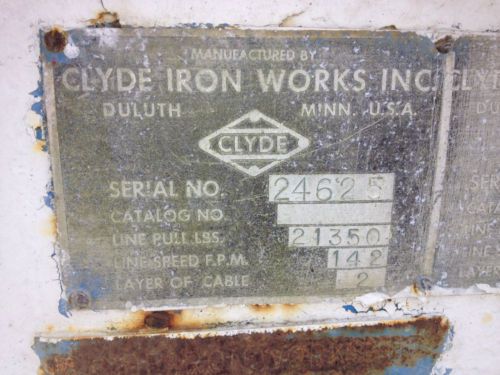 MANUFACTURED BY
CLYDE IRON WORKS INC.
DULUTH MINN. U.S.A.
CLYDE
SERIAL NO. 24625
CATALOG NO.
LINE PULL LBS. 21350
LINE SPEED F.P.M. 142
LAYER OF CABLE 2
CLYDE